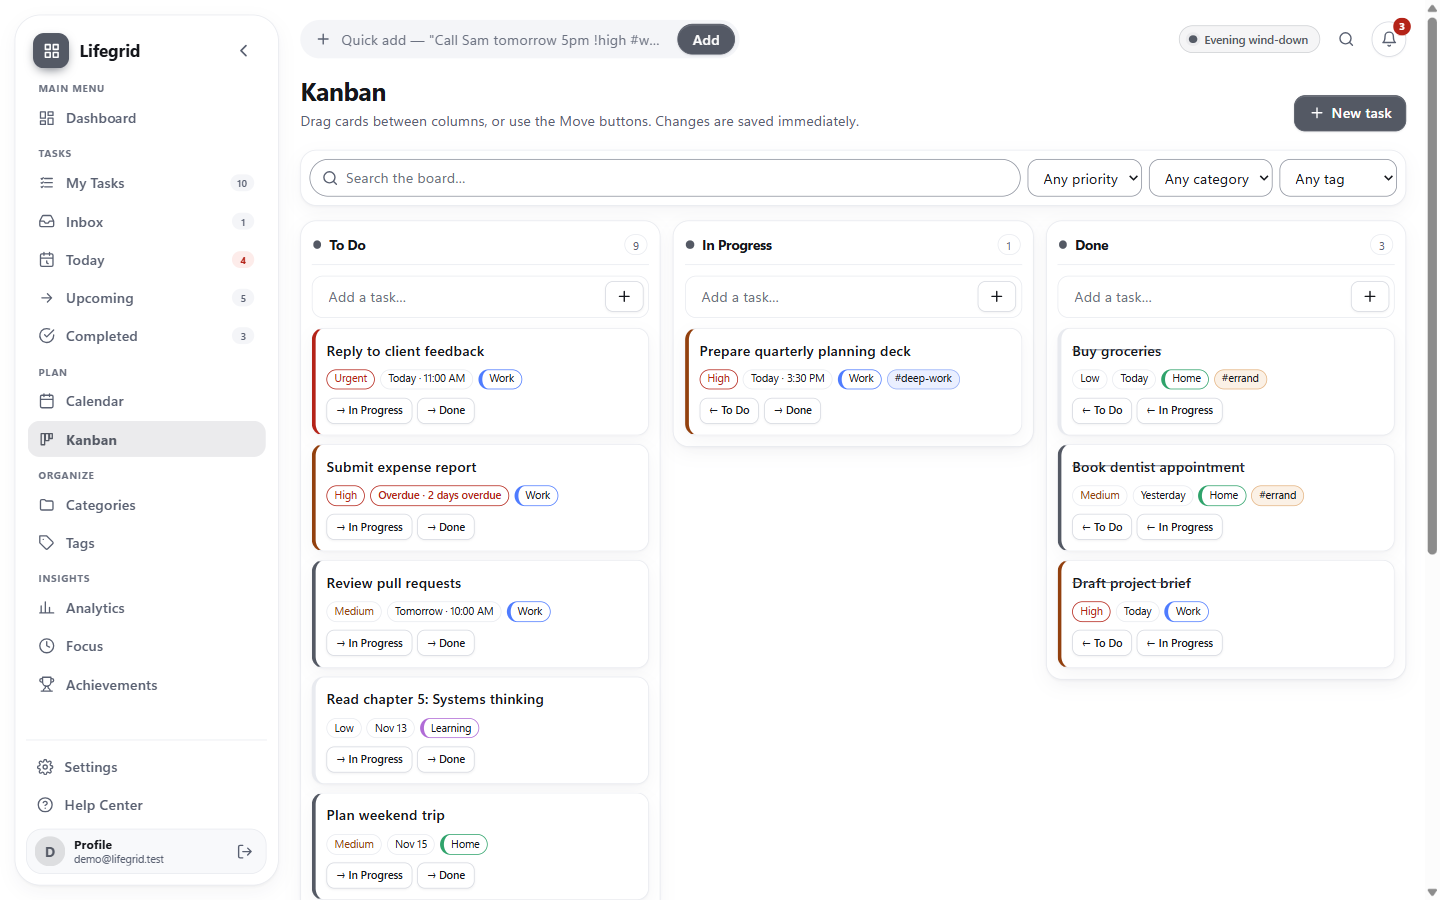 Lifegrid
MAIN MENU
Dashboard
TASKS
My Tasks 10
Inbox 1
Today 4
Upcoming 5
Completed 3
PLAN
Calendar
Kanban
ORGANIZE
Categories
Tags
INSIGHTS
Analytics
Focus
Achievements
Settings
Help Center
D
Profile
demo@lifegrid.test
Quick add — "Call Sam tomorrow 5pm !high #w...
Add
Evening wind-down
3
Kanban
Drag cards between columns, or use the Move buttons. Changes are saved immediately.
New task
Search the board...
Any priority
Any category
Any tag
To Do 9
Add a task...
Reply to client feedback
Urgent Today · 11:00 AM Work
→ In Progress → Done
Submit expense report
High Overdue · 2 days overdue Work
→ In Progress → Done
Review pull requests
Medium Tomorrow · 10:00 AM Work
→ In Progress → Done
Read chapter 5: Systems thinking
Low Nov 13 Learning
→ In Progress → Done
Plan weekend trip
Medium Nov 15 Home
→ In Progress → Done
In Progress 1
Add a task...
Prepare quarterly planning deck
High Today · 3:30 PM Work #deep-work
← To Do → Done
Done 3
Add a task...
Buy groceries
Low Today Home #errand
← To Do ← In Progress
Book dentist appointment
Medium Yesterday Home #errand
← To Do ← In Progress
Draft project brief
High Today Work
← To Do ← In Progress